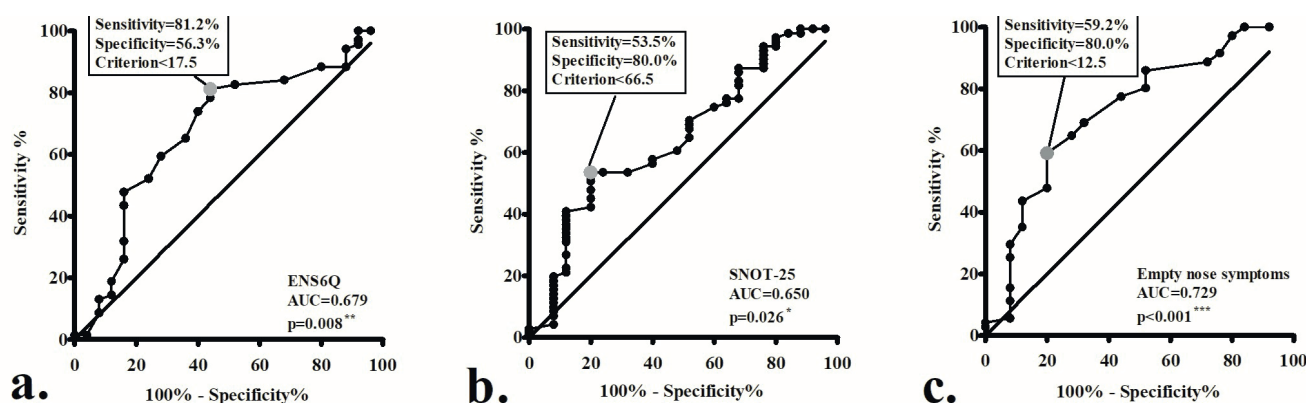 Sensitivity=81.2%
Specificity=56.3%
Criterion<17.5
100
80
60
40
20
0
Sensitivity %
ENS6Q
AUC=0.679
p=0.008**
0 20 40 60 80 100
100% - Specificity%
a.
Sensitivity=53.5%
Specificity=80.0%
Criterion<66.5
100
80
60
40
20
0
Sensitivity %
SNOT-25
AUC=0.650
p=0.026*
0 20 40 60 80 100
100% - Specificity%
b.
Sensitivity=59.2%
Specificity=80.0%
Criterion<12.5
100
80
60
40
20
0
Sensitivity %
Empty nose symptoms
AUC=0.729
p<0.001***
0 20 40 60 80 100
100% - Specificity%
c.